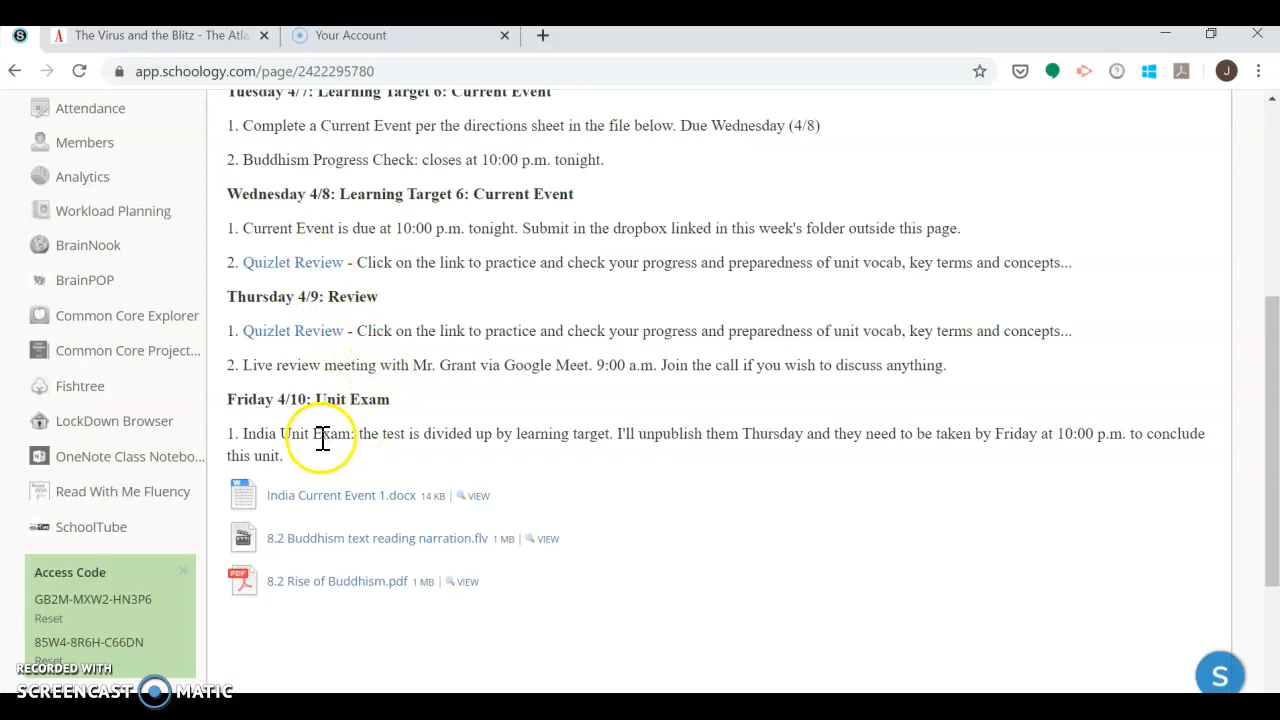 The Virus and the Blitz - The Atla
Your Account
app.schoology.com/page/2422295780
J
Attendance
Members
Analytics
Workload Planning
BrainNook
BrainPOP
Common Core Explorer
Common Core Project...
Fishtree
LockDown Browser
OneNote Class Notebo...
Read With Me Fluency
SchoolTube
Access Code
GB2M-MXW2-HN3P6
Reset
85W4-8R6H-C66DN
Reset
Tuesday 4/7: Learning Target 6: Current Event
1. Complete a Current Event per the directions sheet in the file below. Due Wednesday (4/8)
2. Buddhism Progress Check: closes at 10:00 p.m. tonight.
Wednesday 4/8: Learning Target 6: Current Event
1. Current Event is due at 10:00 p.m. tonight. Submit in the dropbox linked in this week's folder outside this page.
2. Quizlet Review - Click on the link to practice and check your progress and preparedness of unit vocab, key terms and concepts...
Thursday 4/9: Review
1. Quizlet Review - Click on the link to practice and check your progress and preparedness of unit vocab, key terms and concepts...
2. Live review meeting with Mr. Grant via Google Meet. 9:00 a.m. Join the call if you wish to discuss anything.
Friday 4/10: Unit Exam
1. India Unit Exam: the test is divided up by learning target. I'll unpublish them Thursday and they need to be taken by Friday at 10:00 p.m. to conclude
this unit.
India Current Event 1.docx 14 KB | VIEW
8.2 Buddhism text reading narration.flv 1 MB | VIEW
PDF 8.2 Rise of Buddhism.pdf 1 MB | VIEW
S
RECORDED WITH
SCREENCAST MATIC